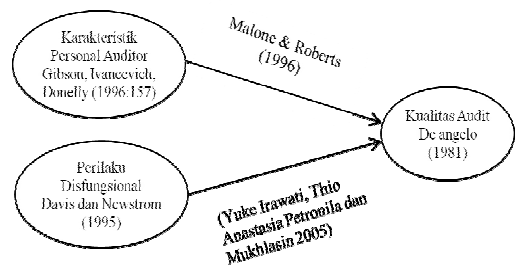 Karakteristik
Personal Auditor
Gibson, Ivancevich,
Donelly (1996:157)
Malone & Roberts
(1996)
Kualitas Audit
De angelo
(1981)
Perilaku
Disfungsional
Davis dan Newstrom
(1995)
(Yuke Irawati, Thio
Anastasia Petronila dan
Mukhlasin 2005)